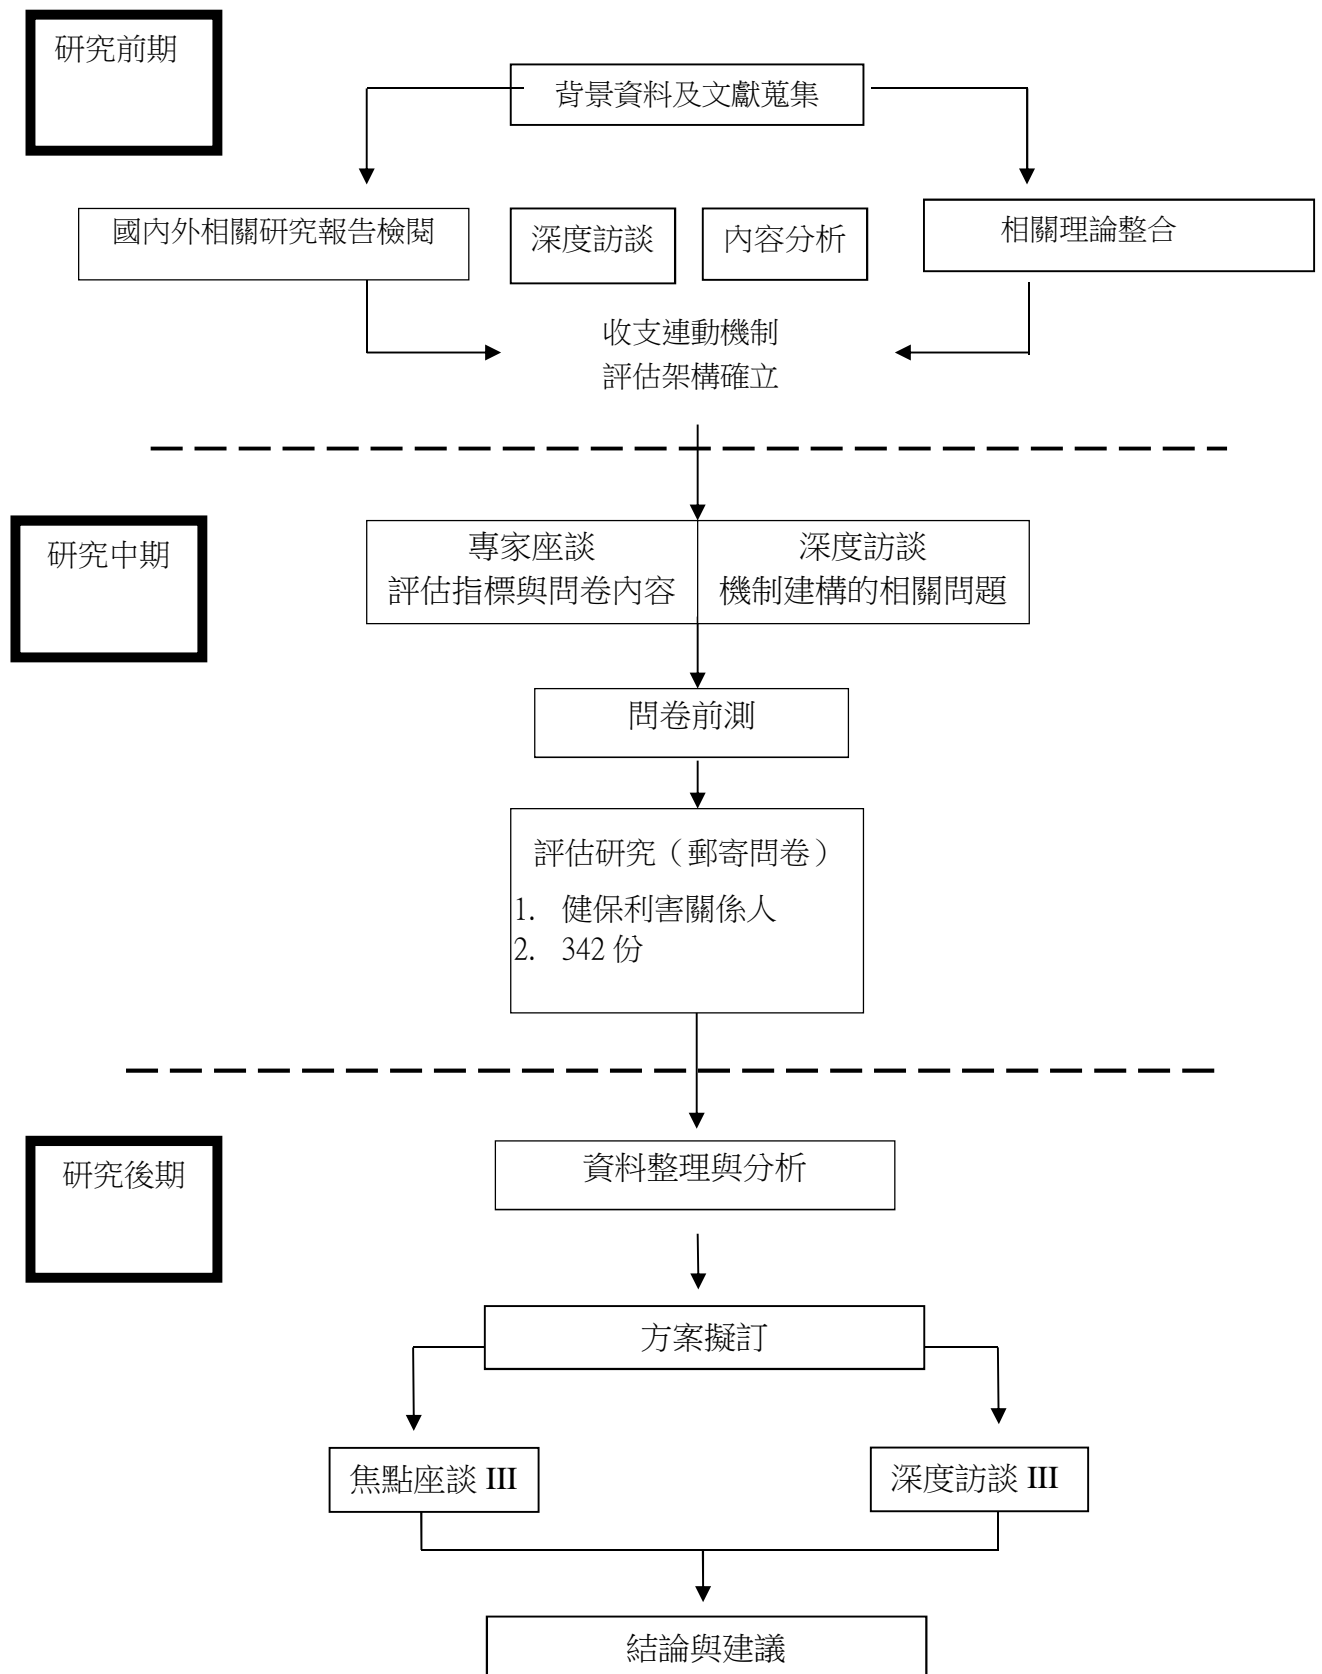 研究前期
背景資料及文獻蒐集
國內外相關研究報告檢閱
深度訪談
內容分析
相關理論整合
收支連動機制
評估架構確立
研究中期
專家座談
評估指標與問卷內容
深度訪談
機制建構的相關問題
問卷前測
評估研究（郵寄問卷）
1. 健保利害關係人
2. 342 份
研究後期
資料整理與分析
方案擬訂
焦點座談 III
深度訪談 III
結論與建議